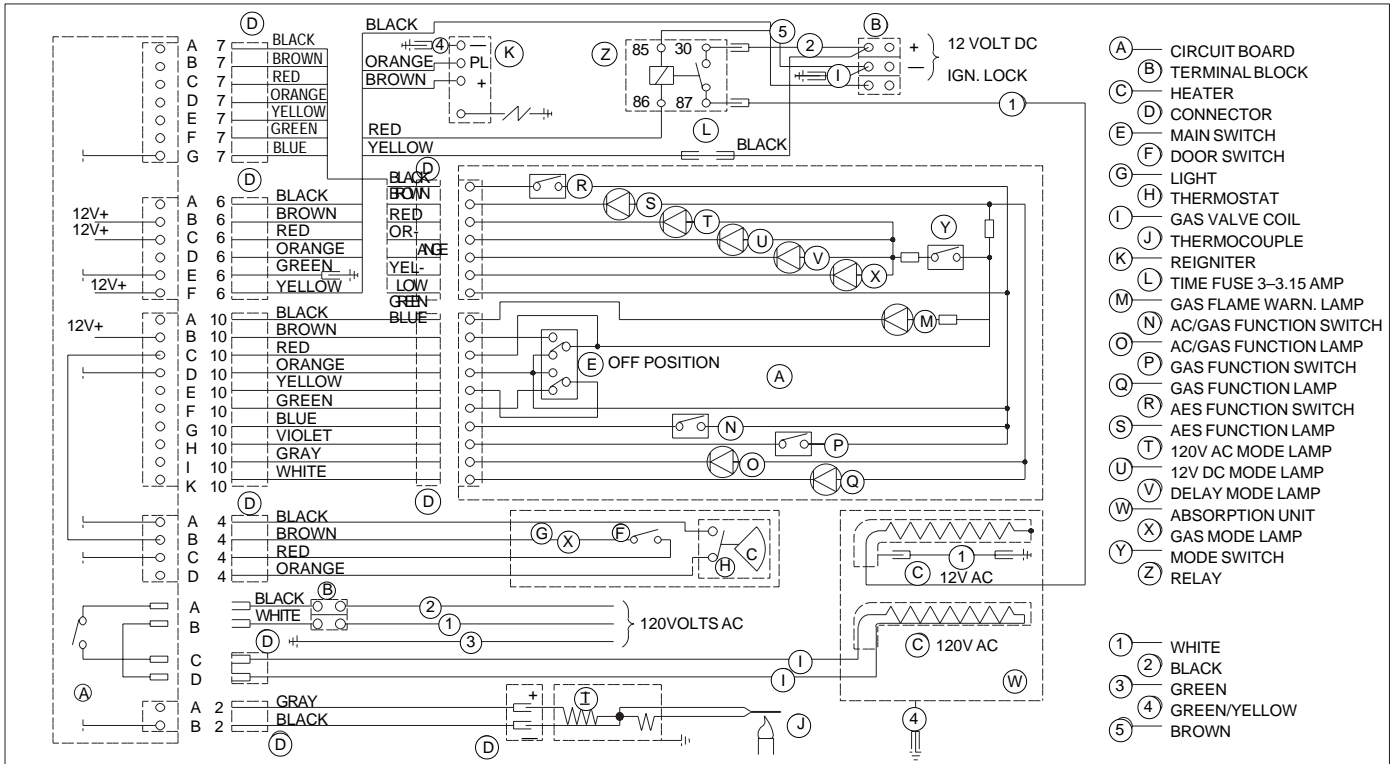 D
A 7 BLACK
B 7 BROWN
C 7 RED
D 7 ORANGE
E 7 YELLOW
F 7 GREEN
G 7 BLUE
D
12V+
12V+
12V+
A 6 BLACK
B 6 BROWN
C 6 RED
D 6 ORANGE
E 6 GREEN
F 6 YELLOW
12V+
A 10 BLACK
B 10 BROWN
C 10 RED
D 10 ORANGE
E 10 YELLOW
F 10 GREEN
G 10 BLUE
H 10 VIOLET
I 10 GRAY
K 10 WHITE
D
A 4 BLACK
B 4 BROWN
C 4 RED
D 4 ORANGE
A BLACK
B WHITE
B
D
C
D
A
A 2 GRAY
B 2 BLACK
D
BLACK
4
—
ORANGE PL
BROWN +
K
RED
YELLOW
Z
85 30
86 87
L
BLACK
5
2
I
B
+
—
12 VOLT DC
IGN. LOCK
1
D
BLACK
BROWN
RED
OR-
ANGE
YEL-
LOW
GREEN
BLUE
D
R
S
T
U
V
X
Y
M
E OFF POSITION
A
N
P
O
Q
G X F
H
C
2
1
3
120VOLTS AC
I
I
C 1 12V AC
C 120V AC
W
4
+
—
D
I
J
A CIRCUIT BOARD
B TERMINAL BLOCK
C HEATER
D CONNECTOR
E MAIN SWITCH
F DOOR SWITCH
G LIGHT
H THERMOSTAT
I GAS VALVE COIL
J THERMOCOUPLE
K REIGNITER
L TIME FUSE 3–3.15 AMP
M GAS FLAME WARN. LAMP
N AC/GAS FUNCTION SWITCH
O AC/GAS FUNCTION LAMP
P GAS FUNCTION SWITCH
Q GAS FUNCTION LAMP
R AES FUNCTION SWITCH
S AES FUNCTION LAMP
T 120V AC MODE LAMP
U 12V DC MODE LAMP
V DELAY MODE LAMP
W ABSORPTION UNIT
X GAS MODE LAMP
Y MODE SWITCH
Z RELAY
1 WHITE
2 BLACK
3 GREEN
4 GREEN/YELLOW
5 BROWN